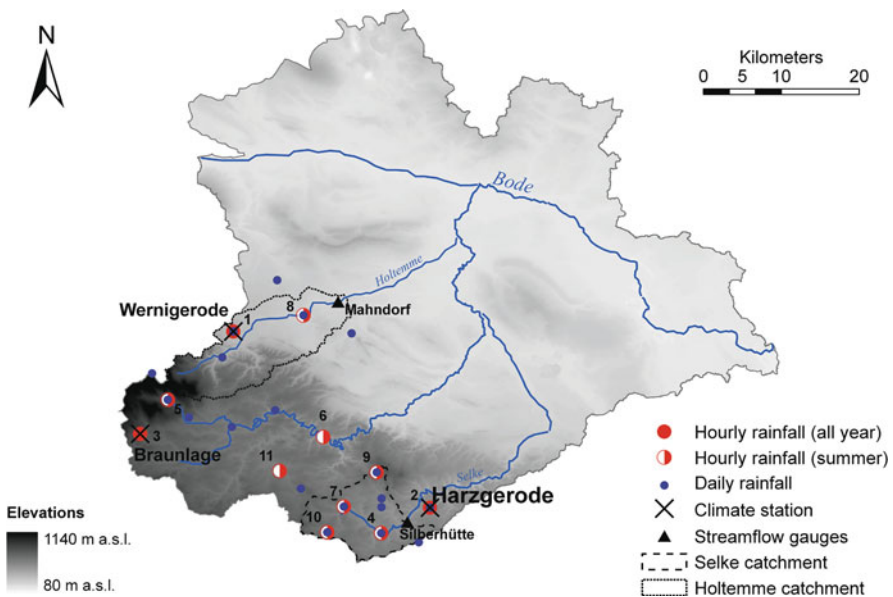 N
Kilometers
0 5 10 20
Bode
Holtemme
Mahndorf
Wernigerode
1
8
5
3
Braunlage
6
11
9
Selke
7
2
Harzgerode
10
4
Silberhütte
Hourly rainfall (all year)
Hourly rainfall (summer)
Daily rainfall
Climate station
Streamflow gauges
Selke catchment
Holtemme catchment
Elevations
1140 m a.s.l.
80 m a.s.l.